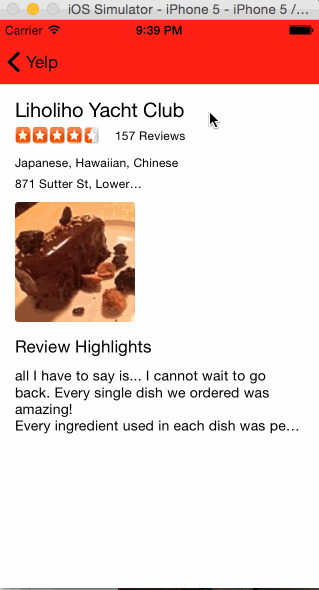 iOS Simulator - iPhone 5 - iPhone 5 /...
Carrier 9:39 PM
Yelp
Liholiho Yacht Club
157 Reviews
Japanese, Hawaiian, Chinese
871 Sutter St, Lower...
Review Highlights
all I have to say is... I cannot wait to go
back. Every single dish we ordered was
amazing!
Every ingredient used in each dish was pe...